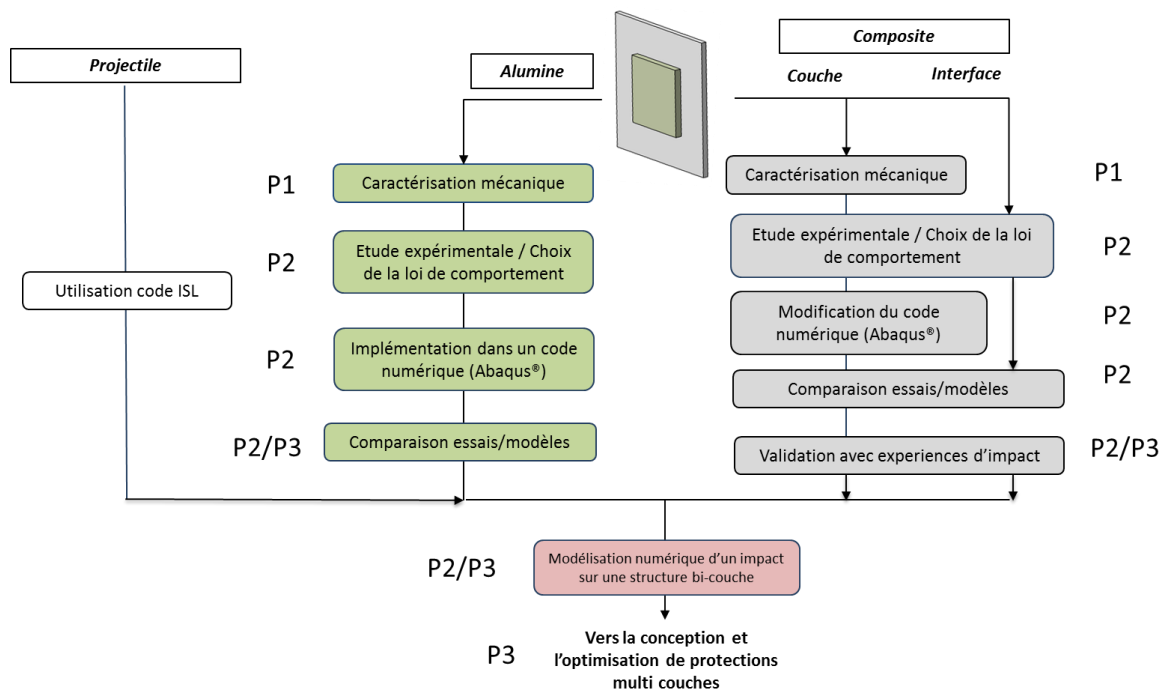 Projectile
Utilisation code ISL
Alumine
P1
Caractérisation mécanique
P2
Etude expérimentale / Choix
de la loi de comportement
P2
Implémentation dans un code
numérique (Abaqus®)
P2/P3
Comparaison essais/modèles
Composite
Couche
Interface
Caractérisation mécanique
P1
Etude expérimentale / Choix de la loi
de comportement
P2
Modification du code
numérique (Abaqus®)
P2
Comparaison essais/modèles
P2
Validation avec experiences d’impact
P2/P3
P2/P3
Modélisation numérique d’un impact
sur une structure bi-couche
P3
Vers la conception et
l’optimisation de protections
multi couches